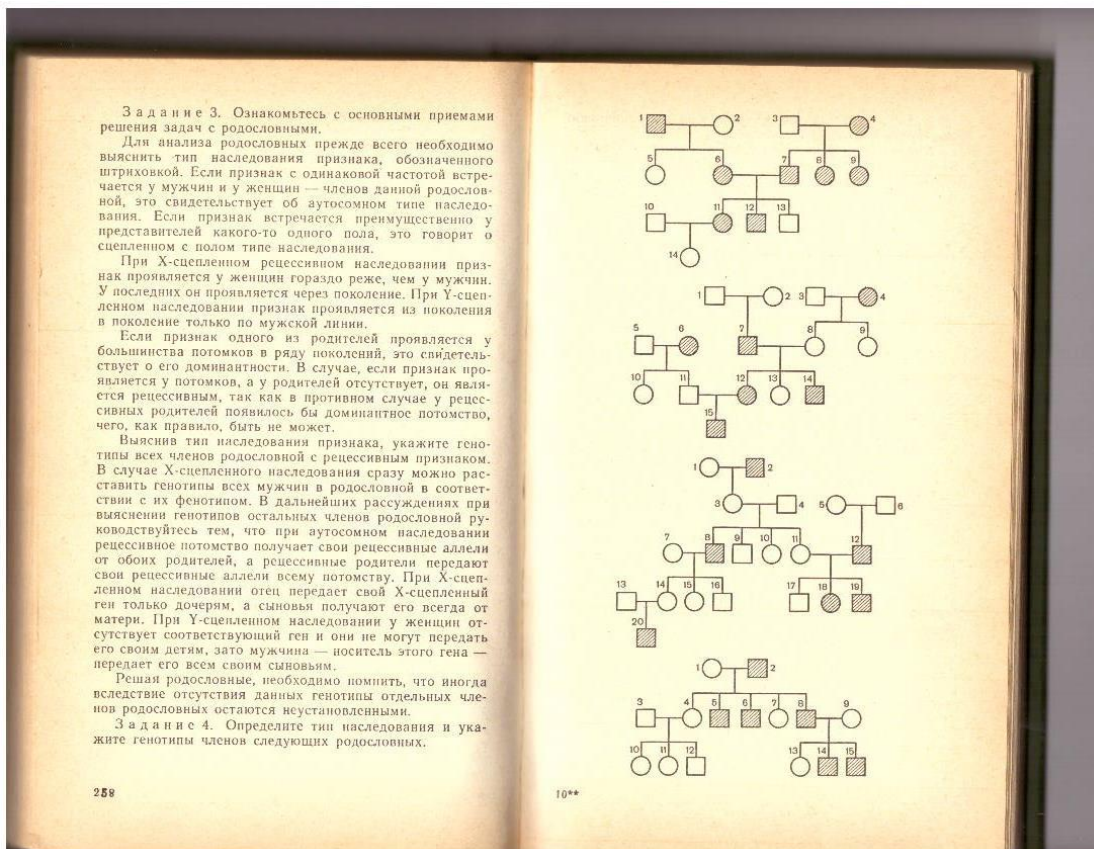 Задание 3. Ознакомьтесь с основными приемами
решения задач с родословными.
Для анализа родословных прежде всего необходимо
выяснить тип наследования признака, обозначенного
штриховкой. Если признак с одинаковой частотой встре-
чается у мужчин и у женщин — членов данной родослов-
ной, это свидетельствует об аутосомном типе наследо-
вания. Если признак встречается преимущественно у
представителей какого-то одного пола, это говорит о
сцепленном с полом типе наследования.
При X-сцепленном рецессивном наследовании приз-
нак проявляется у женщин гораздо реже, чем у мужчин.
У последних он проявляется через поколение. При Y-сцеп-
ленном наследовании признак проявляется из поколения
в поколение только по мужской линии.
Если признак одного из родителей проявляется у
большинства потомков в ряду поколений, это свидетель-
ствует о его доминантности. В случае, если признак про-
является у потомков, а у родителей отсутствует, он явля-
ется рецессивным, так как в противном случае у рецес-
сивных родителей появилось бы доминантное потомство,
чего, как правило, быть не может.
Выяснив тип наследования признака, укажите гено-
типы всех членов родословной с рецессивным признаком.
В случае X-сцепленного наследования сразу можно рас-
ставить генотипы всех мужчин в родословной в соответ-
ствии с их фенотипом. В дальнейших рассуждениях при
выяснении генотипов остальных членов родословной ру-
ководствуйтесь тем, что при аутосомном наследовании
рецессивное потомство получает свои рецессивные аллели
от обоих родителей, а рецессивные родители передают
свои рецессивные аллели всему потомству. При X-сцеп-
ленном наследовании отец передает свой X-сцепленный
ген только дочерям, а сыновья получают его всегда от
матери. При Y-сцепленном наследовании у женщин от-
сутствует соответствующий ген и они не могут передать
его своим детям, зато мужчина — носитель этого гена —
передает его всем своим сыновьям.
Решая родословные, необходимо помнить, что иногда
вследствие отсутствия данных генотипы отдельных чле-
нов родословных остаются неустановленными.
Задание 4. Определите тип наследования и ука-
жите генотипы членов следующих родословных.
258
1 2 3 4
5 6 7 8 9
10 11 12 13
14
1 2 3 4
5 6 7 8 9
10 11 12 13 14
15
1 2
3 4 5 6
7 8 9 10 11 12
13 14 15 16 17 18 19
20
1 2
3 4 5 6 7 8 9
10 11 12 13 14 15
10**